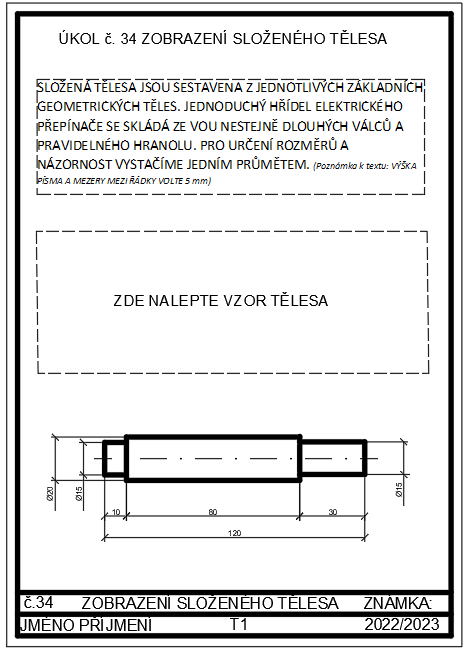 ÚKOL č. 34 ZOBRAZENÍ SLOŽENÉHO TĚLESA
SLOŽENÁ TĚLESA JSOU SESTAVENA Z JEDNOTLIVÝCH ZÁKLADNÍCH
GEOMETRICKÝCH TĚLES. JEDNODUCHÝ HŘÍDEL ELEKTRICKÉHO
PŘEPÍNAČE SE SKLÁDÁ ZE VOU NESTEJNĚ DLOUHÝCH VÁLCŮ A
PRAVIDELNÉHO HRANOLU. PRO URČENÍ ROZMĚRŮ A
NÁZORNOST VYSTAČÍME JEDNÍM PRŮMĚTEM. (Poznámka k textu: VÝŠKA
PÍSMA A MEZERY MEZI ŘÁDKY VOLTE 5 mm)
ZDE NALEPTE VZOR TĚLESA
Ø20
Ø15
Ø15
10
80
30
120
č.34 ZOBRAZENÍ SLOŽENÉHO TĚLESA ZNÁMKA:
JMÉNO PŘÍJMENÍ T1 2022/2023